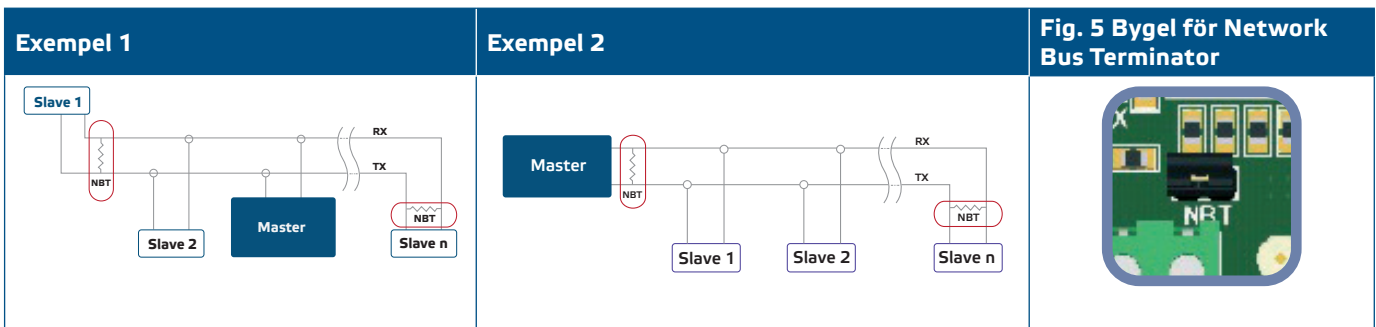 Exempel 1
Slave 1
RX
TX
NBT
NBT
Slave 2
Master
Slave n
Exempel 2
Master
RX
TX
NBT
NBT
Slave 1
Slave 2
Slave n
Fig. 5 Bygel för Network
Bus Terminator
X
NBT